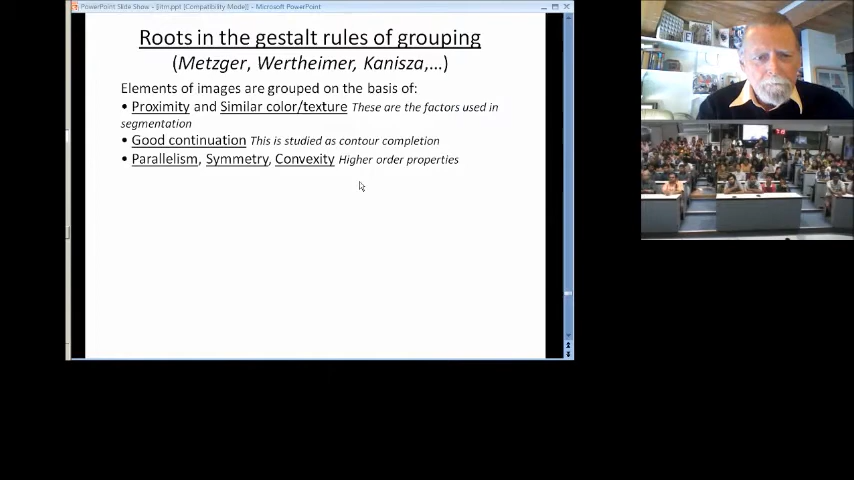 PowerPoint Slide Show - [iitm.ppt [Compatibility Mode]] - Microsoft PowerPoint
Roots in the gestalt rules of grouping
(Metzger, Wertheimer, Kanisza,...)
Elements of images are grouped on the basis of:
• Proximity and Similar color/texture These are the factors used in
segmentation
• Good continuation This is studied as contour completion
• Parallelism, Symmetry, Convexity Higher order properties